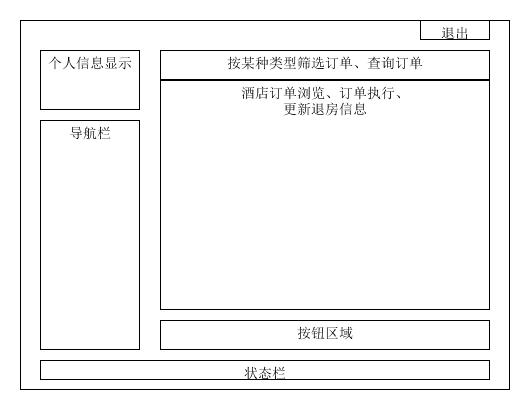 退出
个人信息显示
按某种类型筛选订单、查询订单
酒店订单浏览、订单执行、
更新退房信息
导航栏
按钮区域
状态栏